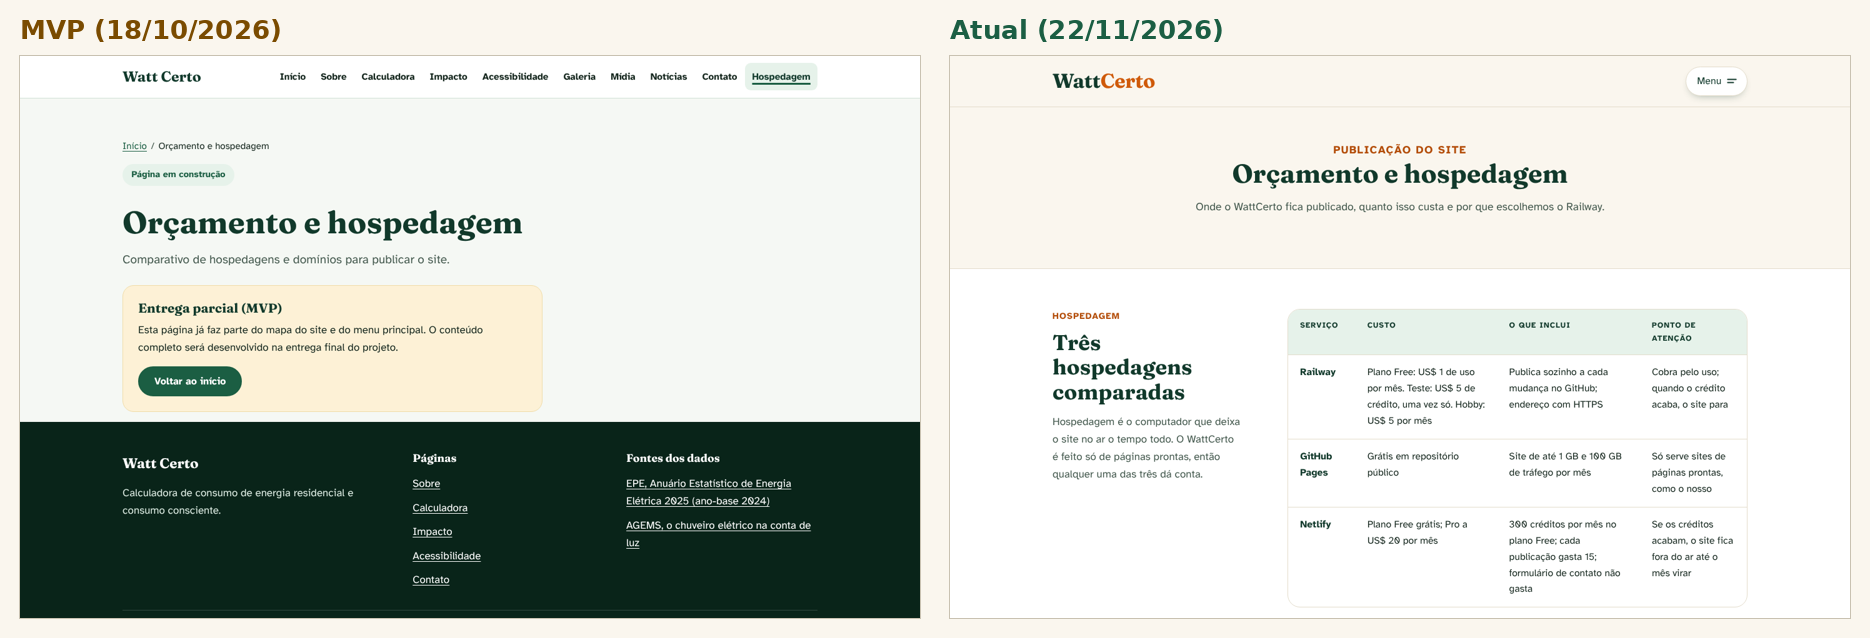 MVP (18/10/2026)
Watt Certo
Início Sobre Calculadora Impacto Acessibilidade Galeria Mídia Notícias Contato Hospedagem
Início / Orçamento e hospedagem
Página em construção
Orçamento e hospedagem
Comparativo de hospedagens e domínios para publicar o site.
Entrega parcial (MVP)
Esta página já faz parte do mapa do site e do menu principal. O conteúdo
completo será desenvolvido na entrega final do projeto.
Voltar ao início
Watt Certo
Calculadora de consumo de energia residencial e
consumo consciente.
Páginas
Sobre
Calculadora
Impacto
Acessibilidade
Contato
Fontes dos dados
EPE, Anuário Estatístico de Energia
Elétrica 2025 (ano-base 2024)
AGEMS, o chuveiro elétrico na conta de
luz
Atual (22/11/2026)
WattCerto
Menu
PUBLICAÇÃO DO SITE
Orçamento e hospedagem
Onde o WattCerto fica publicado, quanto isso custa e por que escolhemos o Railway.
HOSPEDAGEM
Três
hospedagens
comparadas
Hospedagem é o computador que deixa
o site no ar o tempo todo. O WattCerto
é feito só de páginas prontas, então
qualquer uma das três dá conta.
SERVIÇO
CUSTO
O QUE INCLUI
PONTO DE
ATENÇÃO
Railway
Plano Free: US$ 1 de uso
por mês. Teste: US$ 5 de
crédito, uma vez só. Hobby:
US$ 5 por mês
Publica sozinho a cada
mudança no GitHub;
endereço com HTTPS
Cobra pelo uso;
quando o crédito
acaba, o site para
GitHub
Pages
Grátis em repositório
público
Site de até 1 GB e 100 GB
de tráfego por mês
Só serve sites de
páginas prontas,
como o nosso
Netlify
Plano Free grátis; Pro a
US$ 20 por mês
300 créditos por mês no
plano Free; cada
publicação gasta 15;
formulário de contato não
gasta
Se os créditos
acabam, o site fica
fora do ar até o
mês virar